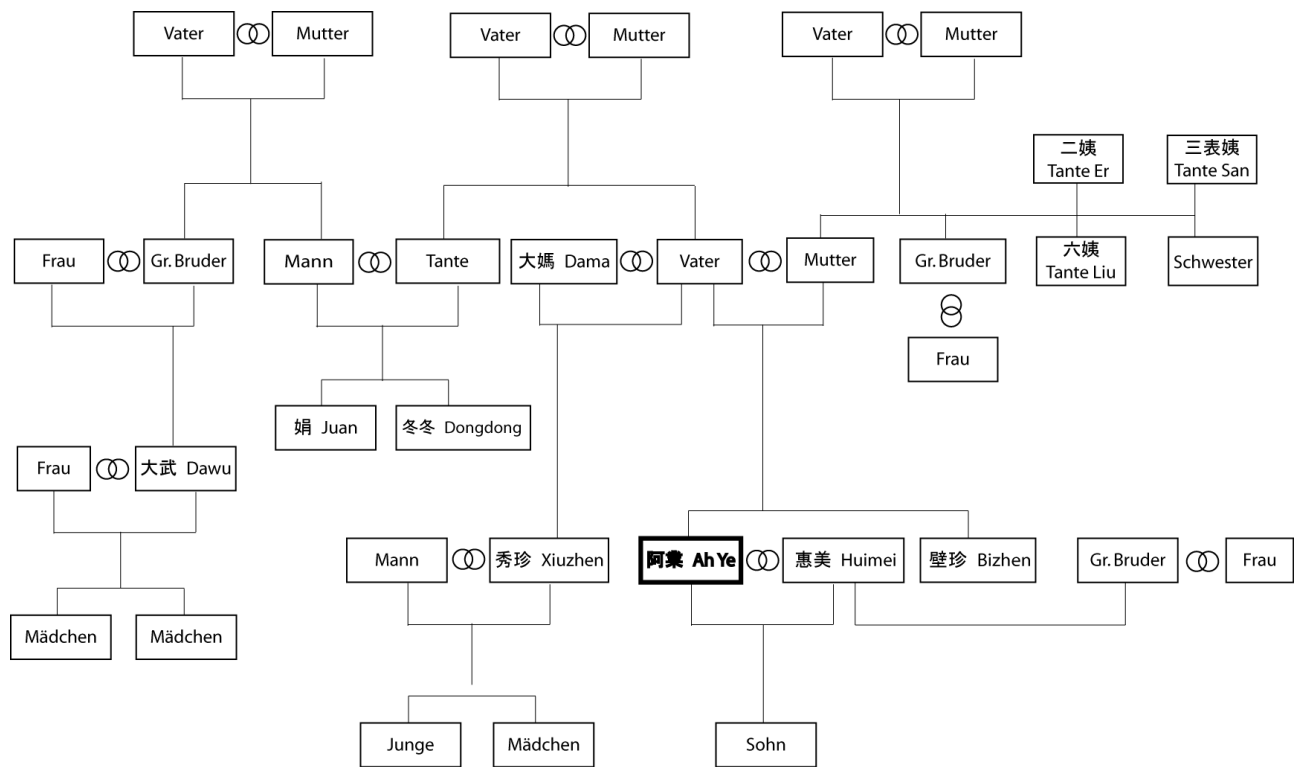 Vater
Mutter
Vater
Mutter
Vater
Mutter
二姨
Tante Er
三表姨
Tante San
Frau
Gr. Bruder
Mann
Tante
大媽 Dama
Vater
Mutter
Gr. Bruder
六姨
Tante Liu
Schwester
Frau
娟 Juan
冬冬 Dongdong
Frau
大武 Dawu
Mann
秀珍 Xiuzhen
阿業 Ah Ye
惠美 Huimei
壁珍 Bizhen
Gr. Bruder
Frau
Mädchen
Mädchen
Junge
Mädchen
Sohn